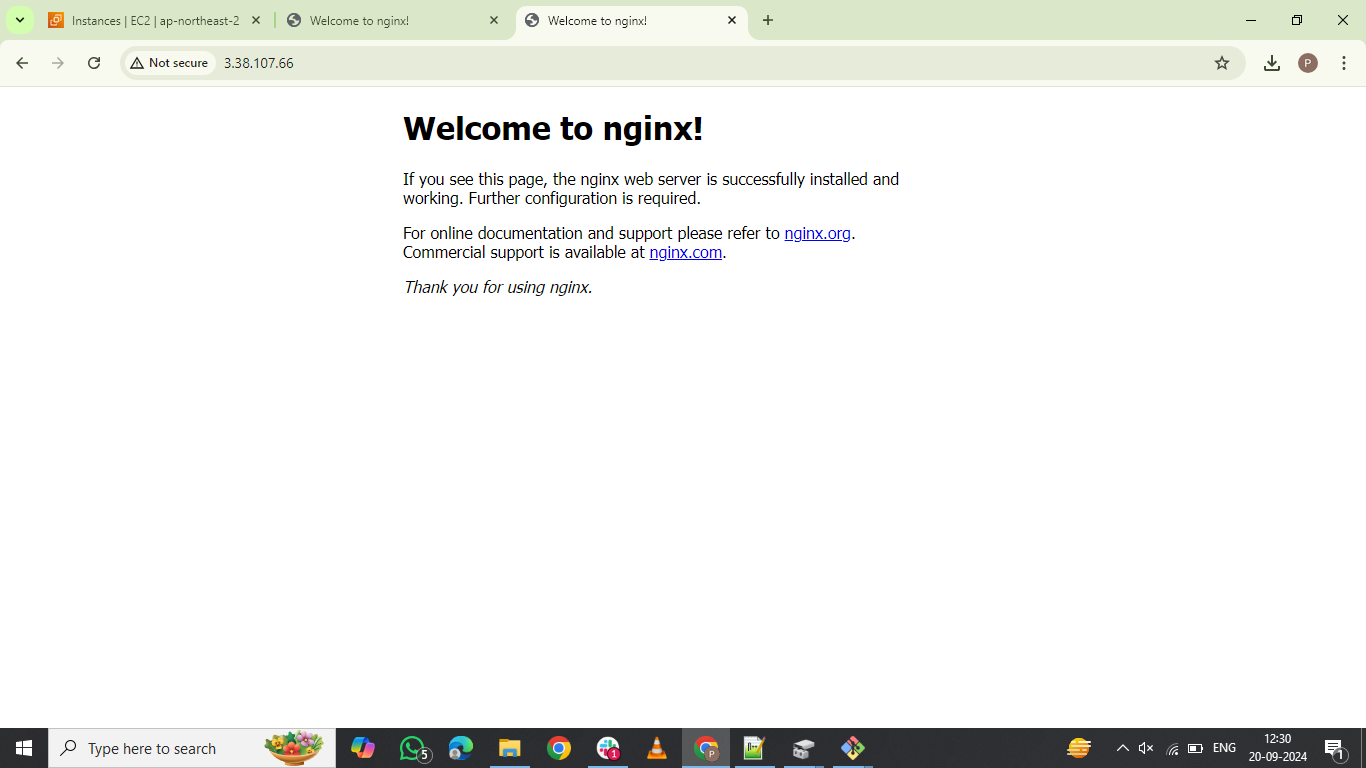 Instances | EC2 | ap-northeast-2
Welcome to nginx!
Welcome to nginx!
Not secure
3.38.107.66
P
Welcome to nginx!
If you see this page, the nginx web server is successfully installed and
working. Further configuration is required.
For online documentation and support please refer to nginx.org.
Commercial support is available at nginx.com.
Thank you for using nginx.
Type here to search
5
1
P
ENG
12:30
20-09-2024
1